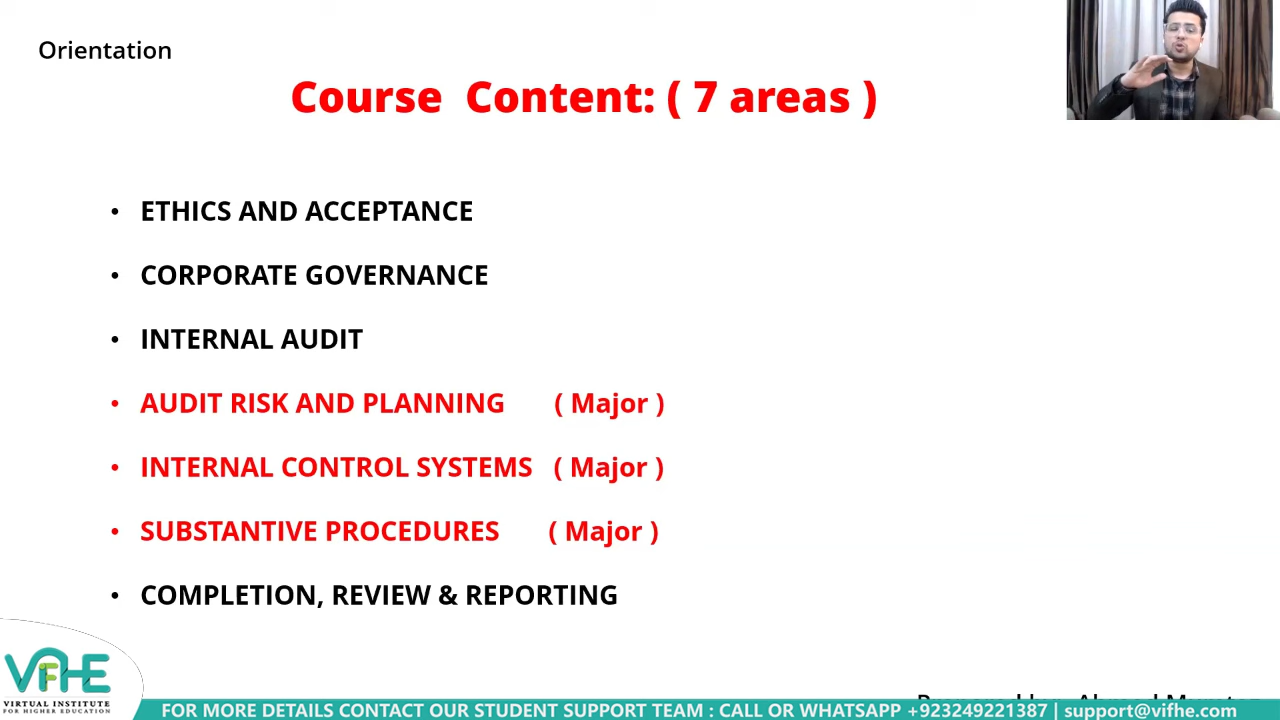 Orientation
Course Content: ( 7 areas )
• ETHICS AND ACCEPTANCE
• CORPORATE GOVERNANCE
• INTERNAL AUDIT
• AUDIT RISK AND PLANNING ( Major )
• INTERNAL CONTROL SYSTEMS ( Major )
• SUBSTANTIVE PROCEDURES ( Major )
• COMPLETION, REVIEW & REPORTING
VIFHE
VIRTUAL INSTITUTE
FOR HIGHER EDUCATION
FOR MORE DETAILS CONTACT OUR STUDENT SUPPORT TEAM : CALL OR WHATSAPP +923249221387 | support@vifhe.com